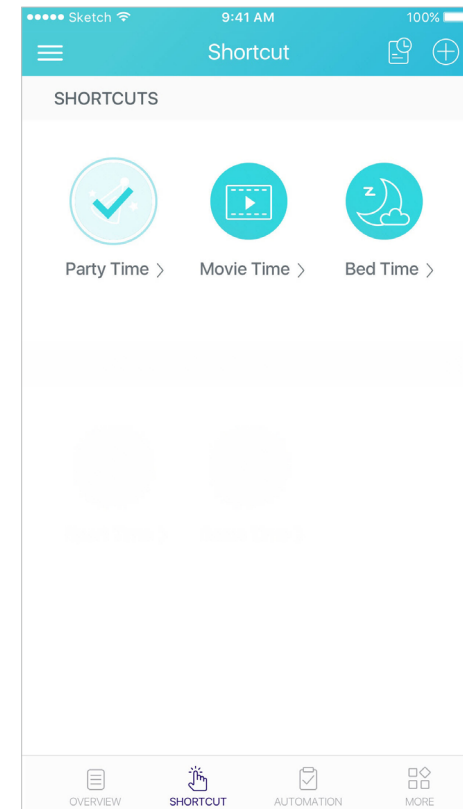 Sketch 9:41 AM 100%
Shortcut
SHORTCUTS
z
Party Time Movie Time Bed Time
OVERVIEW SHORTCUT AUTOMATION MORE